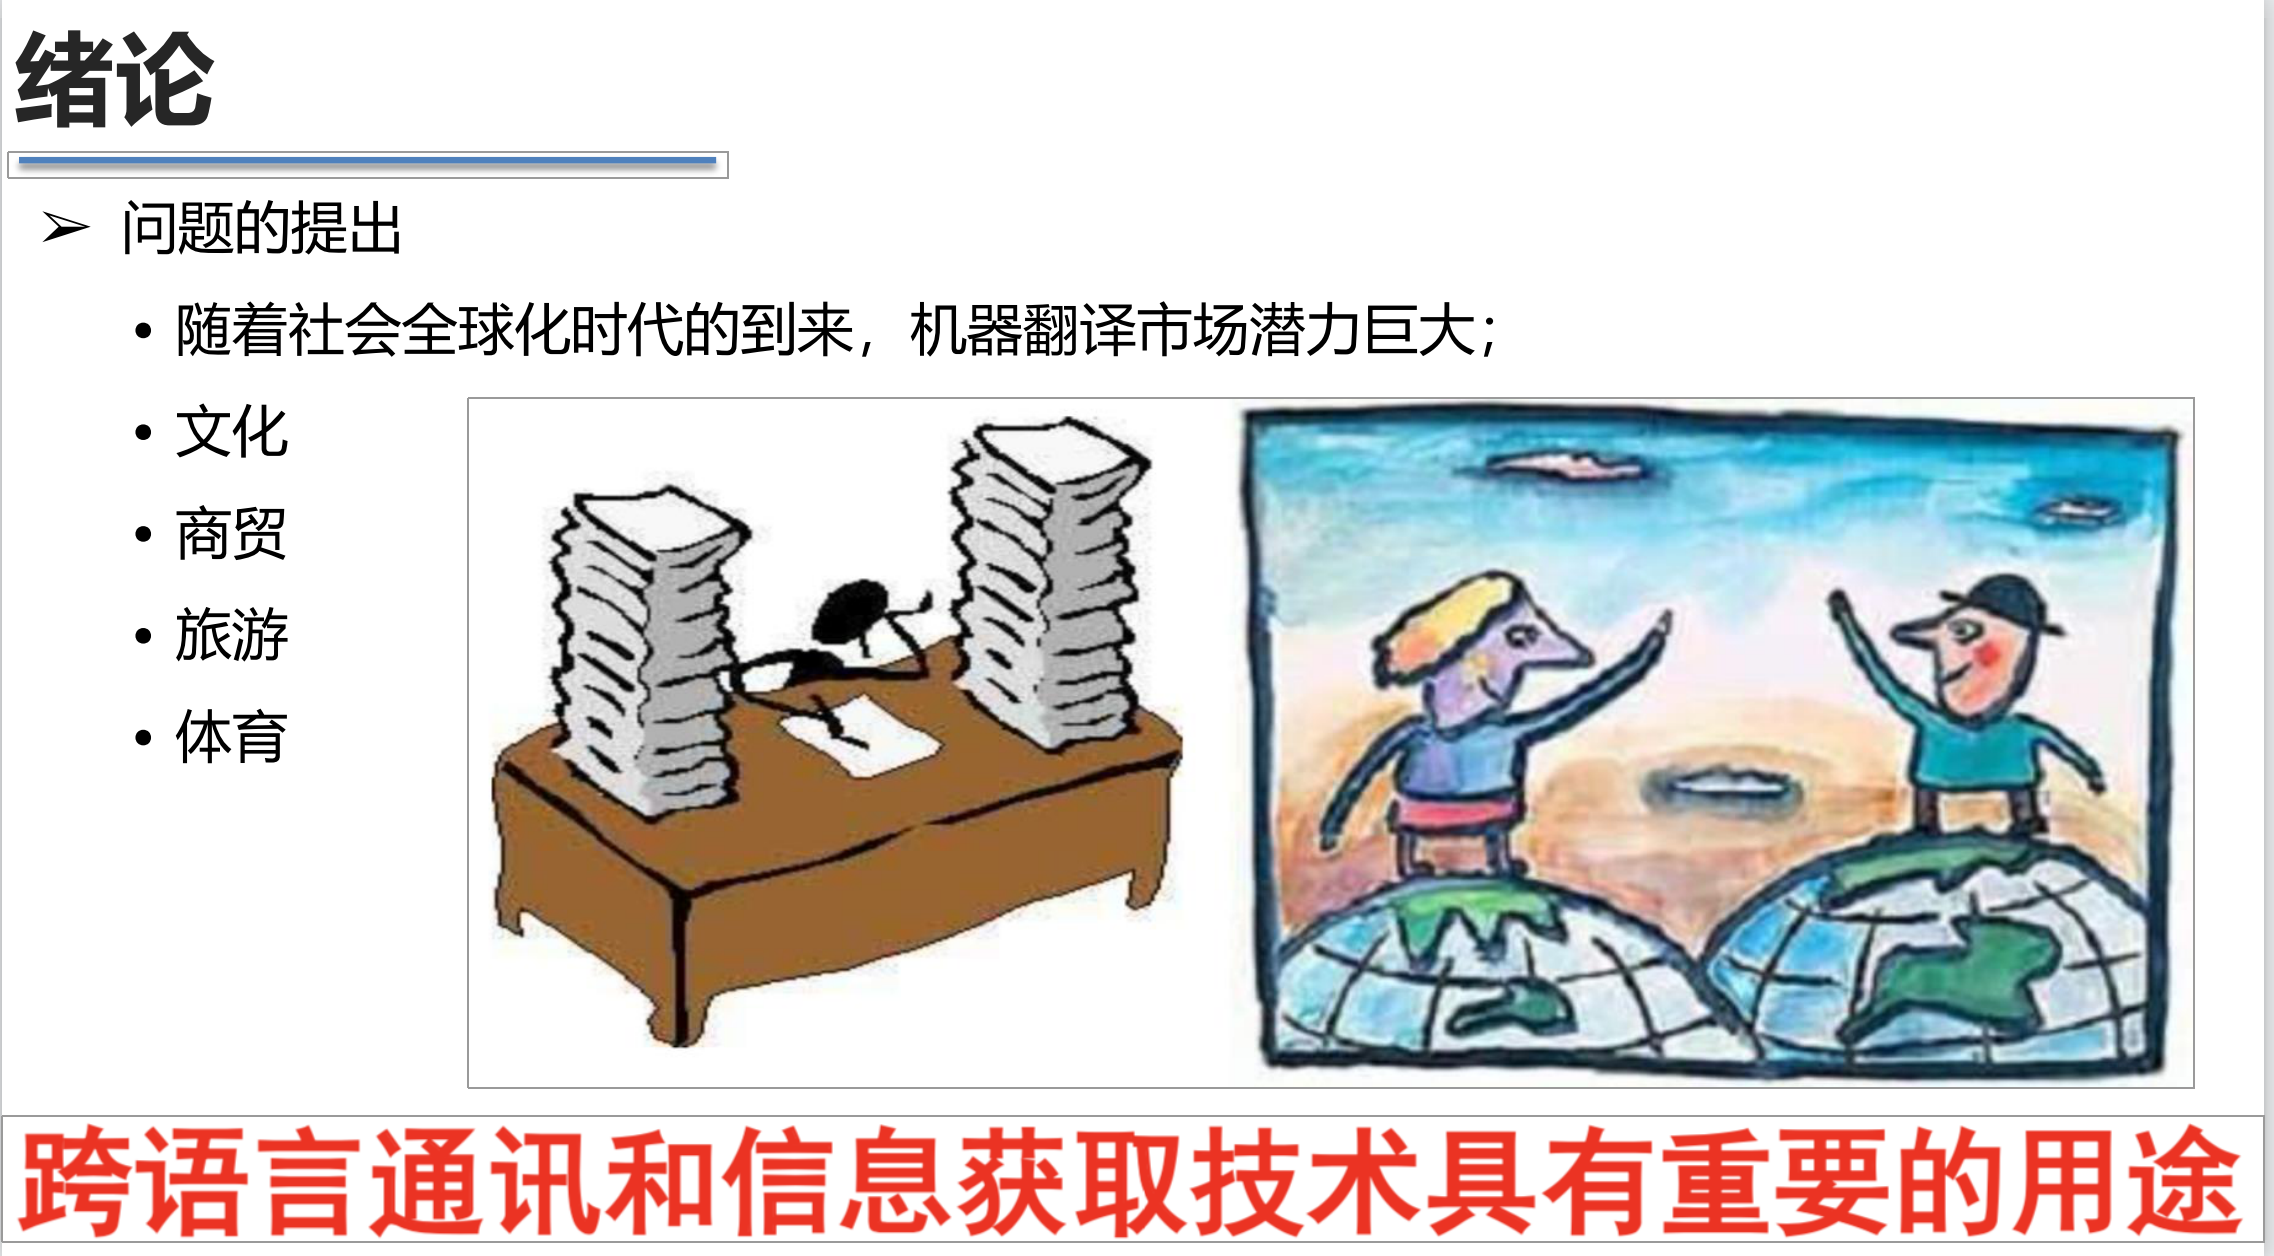 绪论
➢ 问题的提出
• 随着社会全球化时代的到来，机器翻译市场潜力巨大；
• 文化
• 商贸
• 旅游
• 体育
跨语言通讯和信息获取技术具有重要的用途